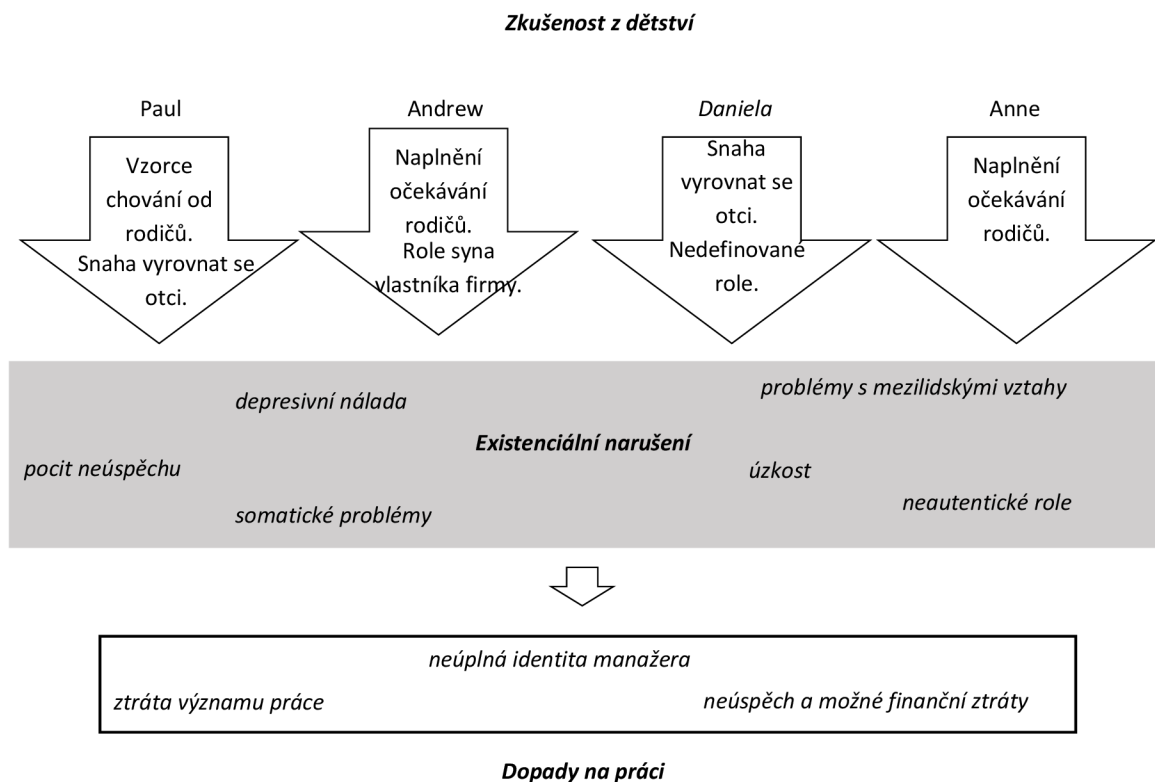 Zkušenost z dětství
Paul
Andrew
Daniela
Anne
Vzorce
chování od
rodičů.
Snaha vyrovnat se
otci.
Naplnění
očekávání
rodičů.
Role syna
vlastníka firmy.
Snaha
vyrovnat se
otci.
Nedefinované
role.
Naplnění
očekávání
rodičů.
problémy s mezilidskými vztahy
depresivní nálada
Existenciální narušení
pocit neúspěchu
úzkost
neautentické role
somatické problémy
neúplná identita manažera
ztráta významu práce
neúspěch a možné finanční ztráty
Dopady na práci